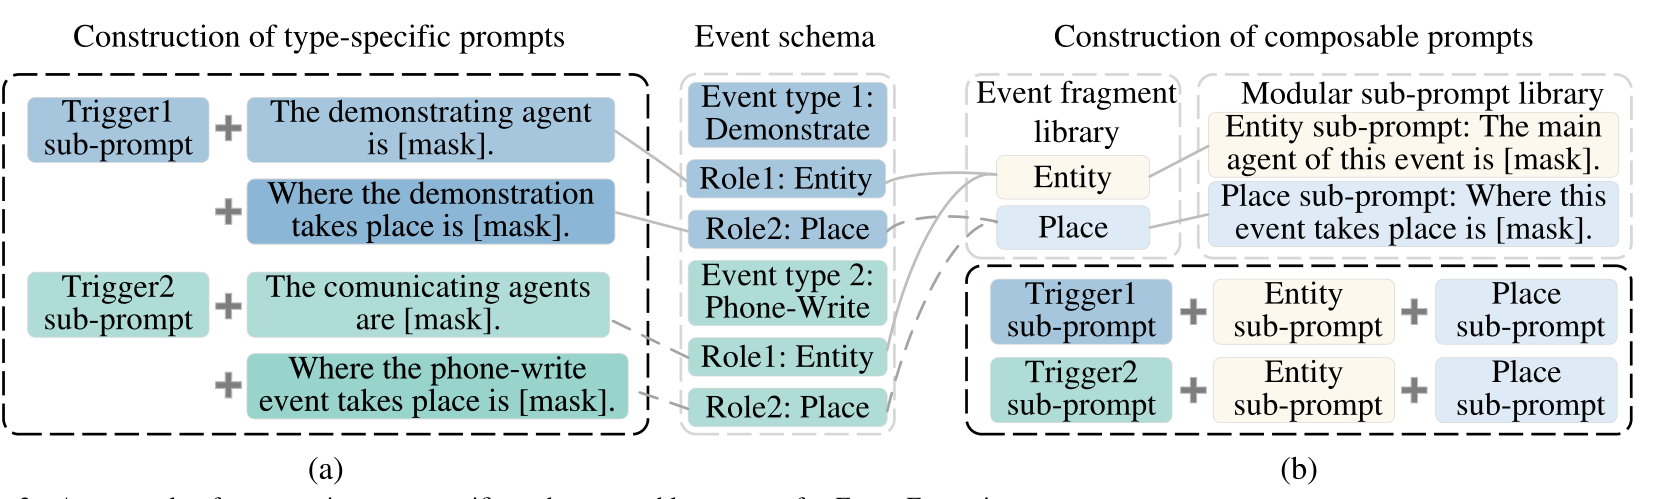 Construction of type-specific prompts
Trigger1
sub-prompt
+
The demonstrating agent
is [mask].
+
Where the demonstration
takes place is [mask].
Trigger2
sub-prompt
+
The comunicating agents
are [mask].
+
Where the phone-write
event takes place is [mask].
(a)
Event schema
Event type 1:
Demonstrate
Role1: Entity
Role2: Place
Event type 2:
Phone-Write
Role1: Entity
Role2: Place
Construction of composable prompts
Event fragment
library
Entity
Place
Modular sub-prompt library
Entity sub-prompt: The main
agent of this event is [mask].
Place sub-prompt: Where this
event takes place is [mask].
Trigger1
sub-prompt
+
Entity
sub-prompt
+
Place
sub-prompt
Trigger2
sub-prompt
+
Entity
sub-prompt
+
Place
sub-prompt
(b)